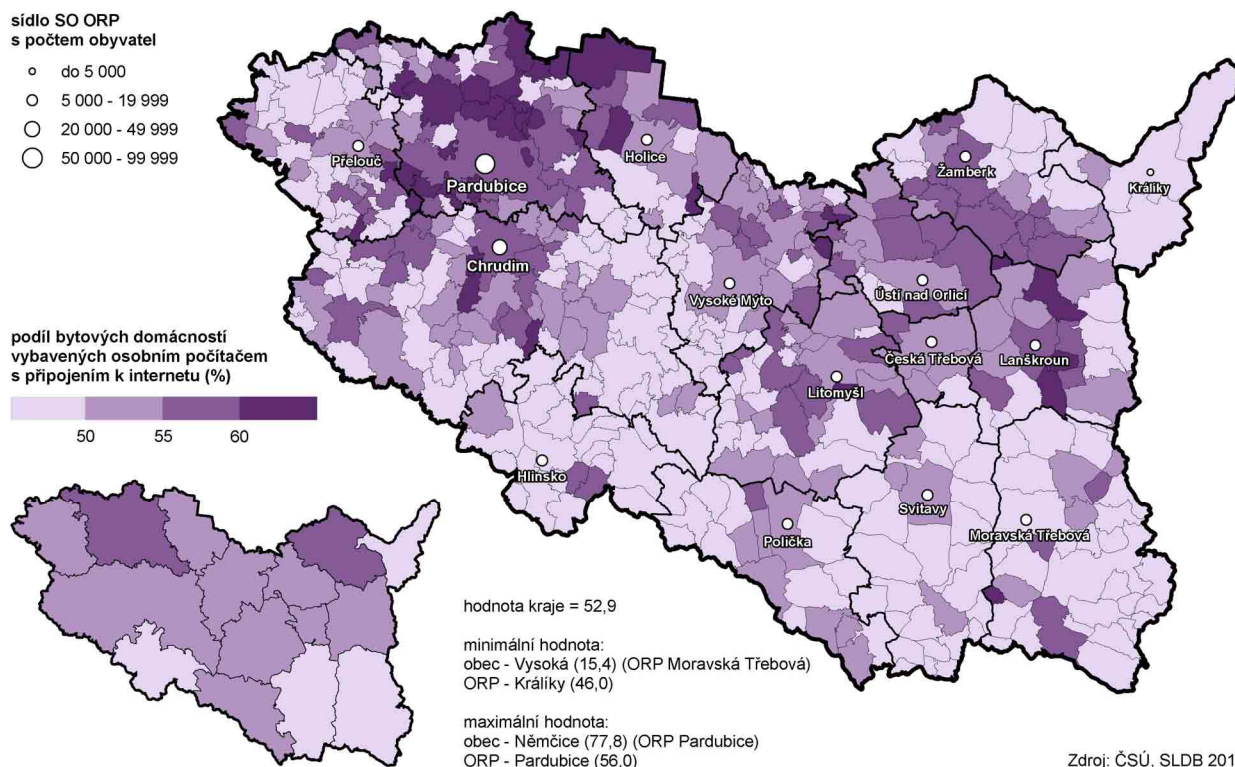 sídlo SO ORP
s počtem obyvatel
do 5 000
5 000 - 19 999
20 000 - 49 999
50 000 - 99 999
Přelouč
Pardubice
Holice
Žamberk
Králíky
Chrudim
Vysoké Mýto
Ústí nad Orlicí
Česká Třebová
Lanškroun
Litomyšl
Hlinsko
Svitavy
Polička
Moravská Třebová
podíl bytových domácností
vybavených osobním počítačem
s připojením k internetu (%)
50 55 60
hodnota kraje = 52,9
minimální hodnota:
obec - Vysoká (15,4) (ORP Moravská Třebová)
ORP - Králíky (46,0)
maximální hodnota:
obec - Němčice (77,8) (ORP Pardubice)
ORP - Pardubice (56,0)
Zdroj: ČSÚ, SLDB 201